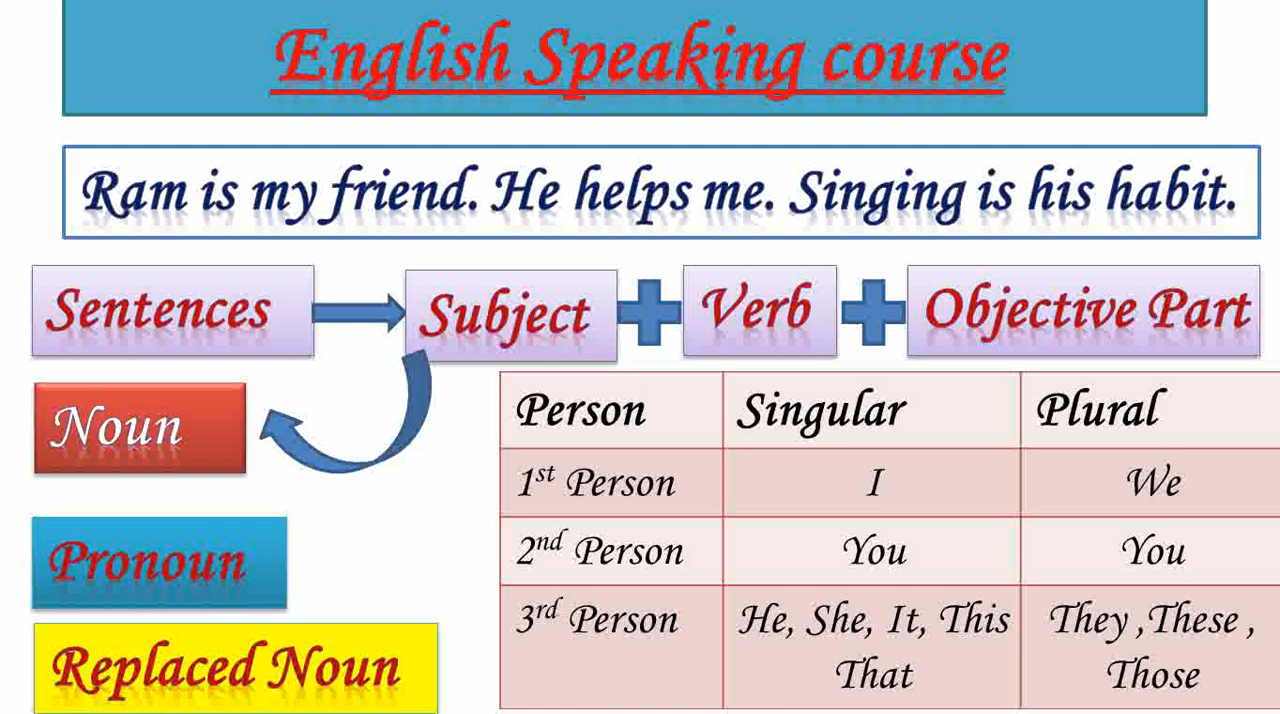 English Speaking course
Ram is my friend. He helps me. Singing is his habit.
Sentences Subject Verb Objective Part
Noun
Pronoun
Replaced Noun
Person Singular Plural
1st Person I We
2nd Person You You
3rd Person He, She, It, This They ,These ,
That Those